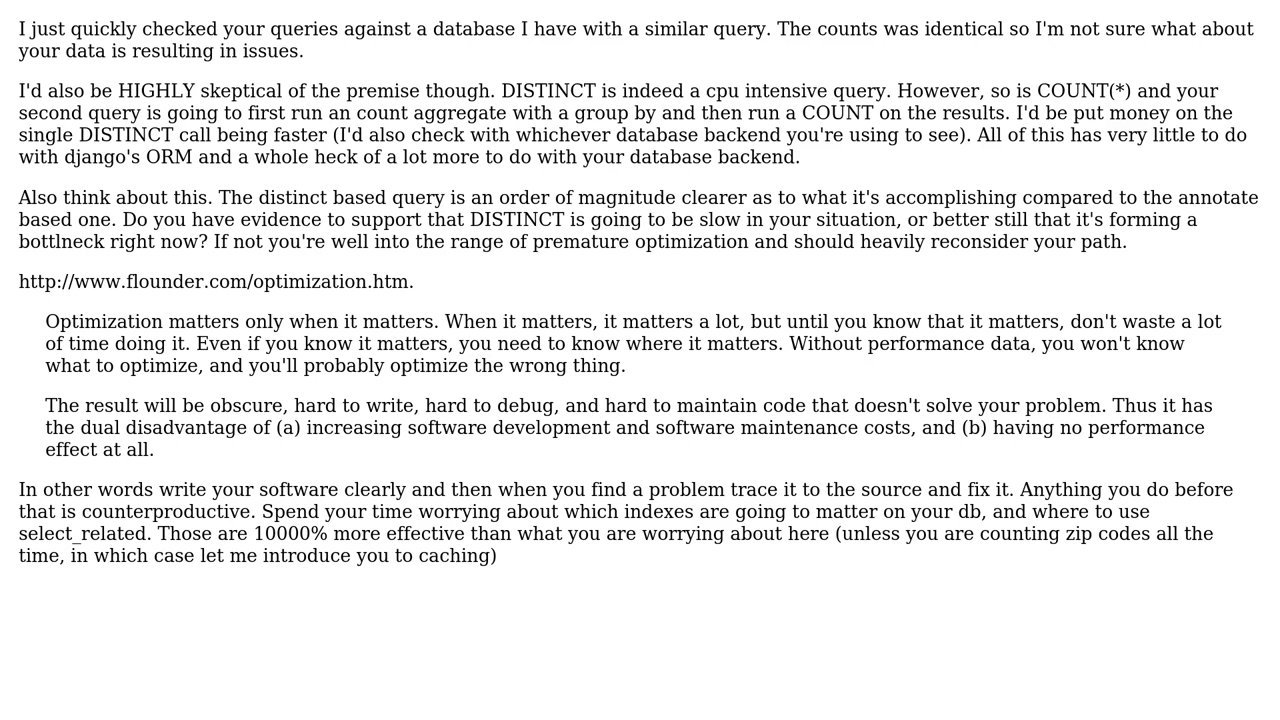 I just quickly checked your queries against a database I have with a similar query. The counts was identical so I'm not sure what about
your data is resulting in issues.
I'd also be HIGHLY skeptical of the premise though. DISTINCT is indeed a cpu intensive query. However, so is COUNT(*) and your
second query is going to first run an count aggregate with a group by and then run a COUNT on the results. I'd be put money on the
single DISTINCT call being faster (I'd also check with whichever database backend you're using to see). All of this has very little to do
with django's ORM and a whole heck of a lot more to do with your database backend.
Also think about this. The distinct based query is an order of magnitude clearer as to what it's accomplishing compared to the annotate
based one. Do you have evidence to support that DISTINCT is going to be slow in your situation, or better still that it's forming a
bottlneck right now? If not you're well into the range of premature optimization and should heavily reconsider your path.
http://www.flounder.com/optimization.htm.
Optimization matters only when it matters. When it matters, it matters a lot, but until you know that it matters, don't waste a lot
of time doing it. Even if you know it matters, you need to know where it matters. Without performance data, you won't know
what to optimize, and you'll probably optimize the wrong thing.
The result will be obscure, hard to write, hard to debug, and hard to maintain code that doesn't solve your problem. Thus it has
the dual disadvantage of (a) increasing software development and software maintenance costs, and (b) having no performance
effect at all.
In other words write your software clearly and then when you find a problem trace it to the source and fix it. Anything you do before
that is counterproductive. Spend your time worrying about which indexes are going to matter on your db, and where to use
select_related. Those are 10000% more effective than what you are worrying about here (unless you are counting zip codes all the
time, in which case let me introduce you to caching)